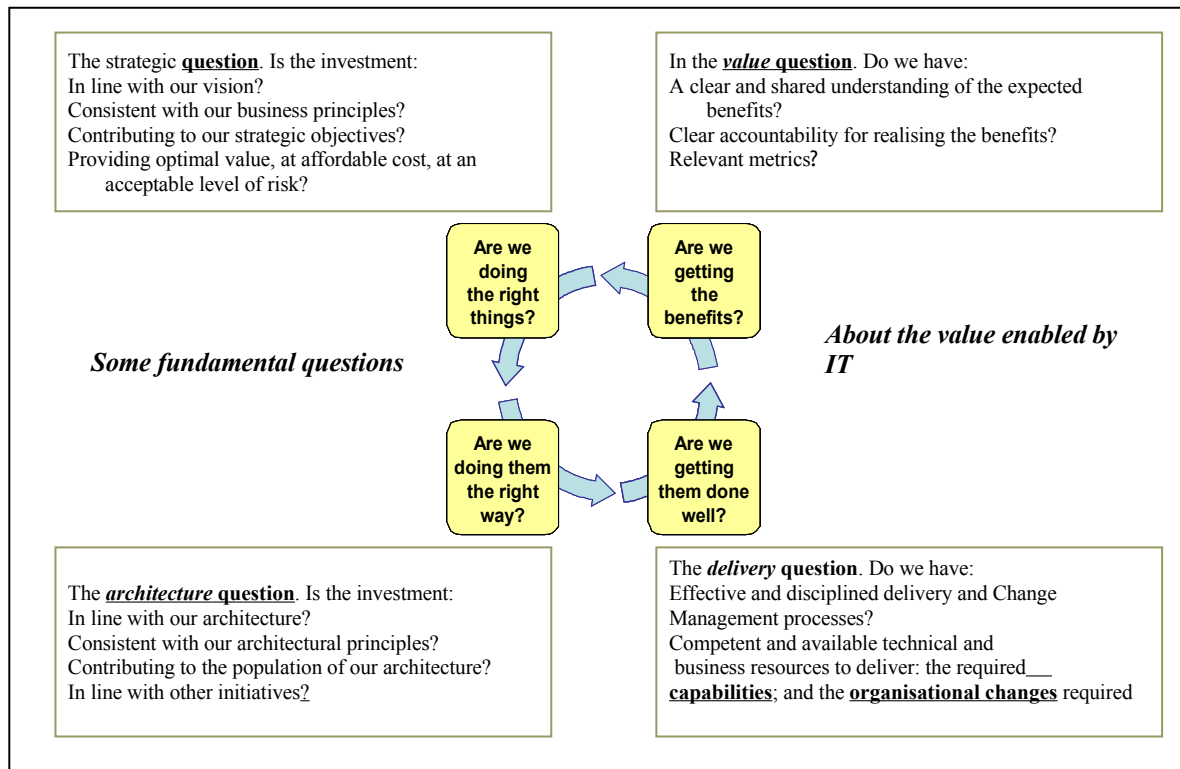 The strategic question. Is the investment:
In line with our vision?
Consistent with our business principles?
Contributing to our strategic objectives?
Providing optimal value, at affordable cost, at an
acceptable level of risk?
In the value question. Do we have:
A clear and shared understanding of the expected
benefits?
Clear accountability for realising the benefits?
Relevant metrics?
Are we
doing
the right
things?
Are we
getting
the
benefits?
Some fundamental questions
About the value enabled by
IT
Are we
doing them
the right
way?
Are we
getting
them done
well?
The architecture question. Is the investment:
In line with our architecture?
Consistent with our architectural principles?
Contributing to the population of our architecture?
In line with other initiatives?
The delivery question. Do we have:
Effective and disciplined delivery and Change
Management processes?
Competent and available technical and
business resources to deliver: the required
capabilities; and the organisational changes required